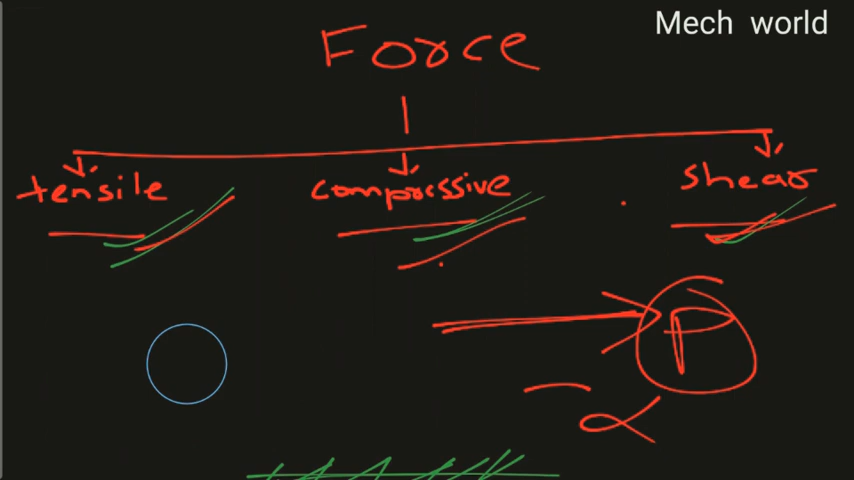 Mech world
Force
tensile compressive shear
P
α